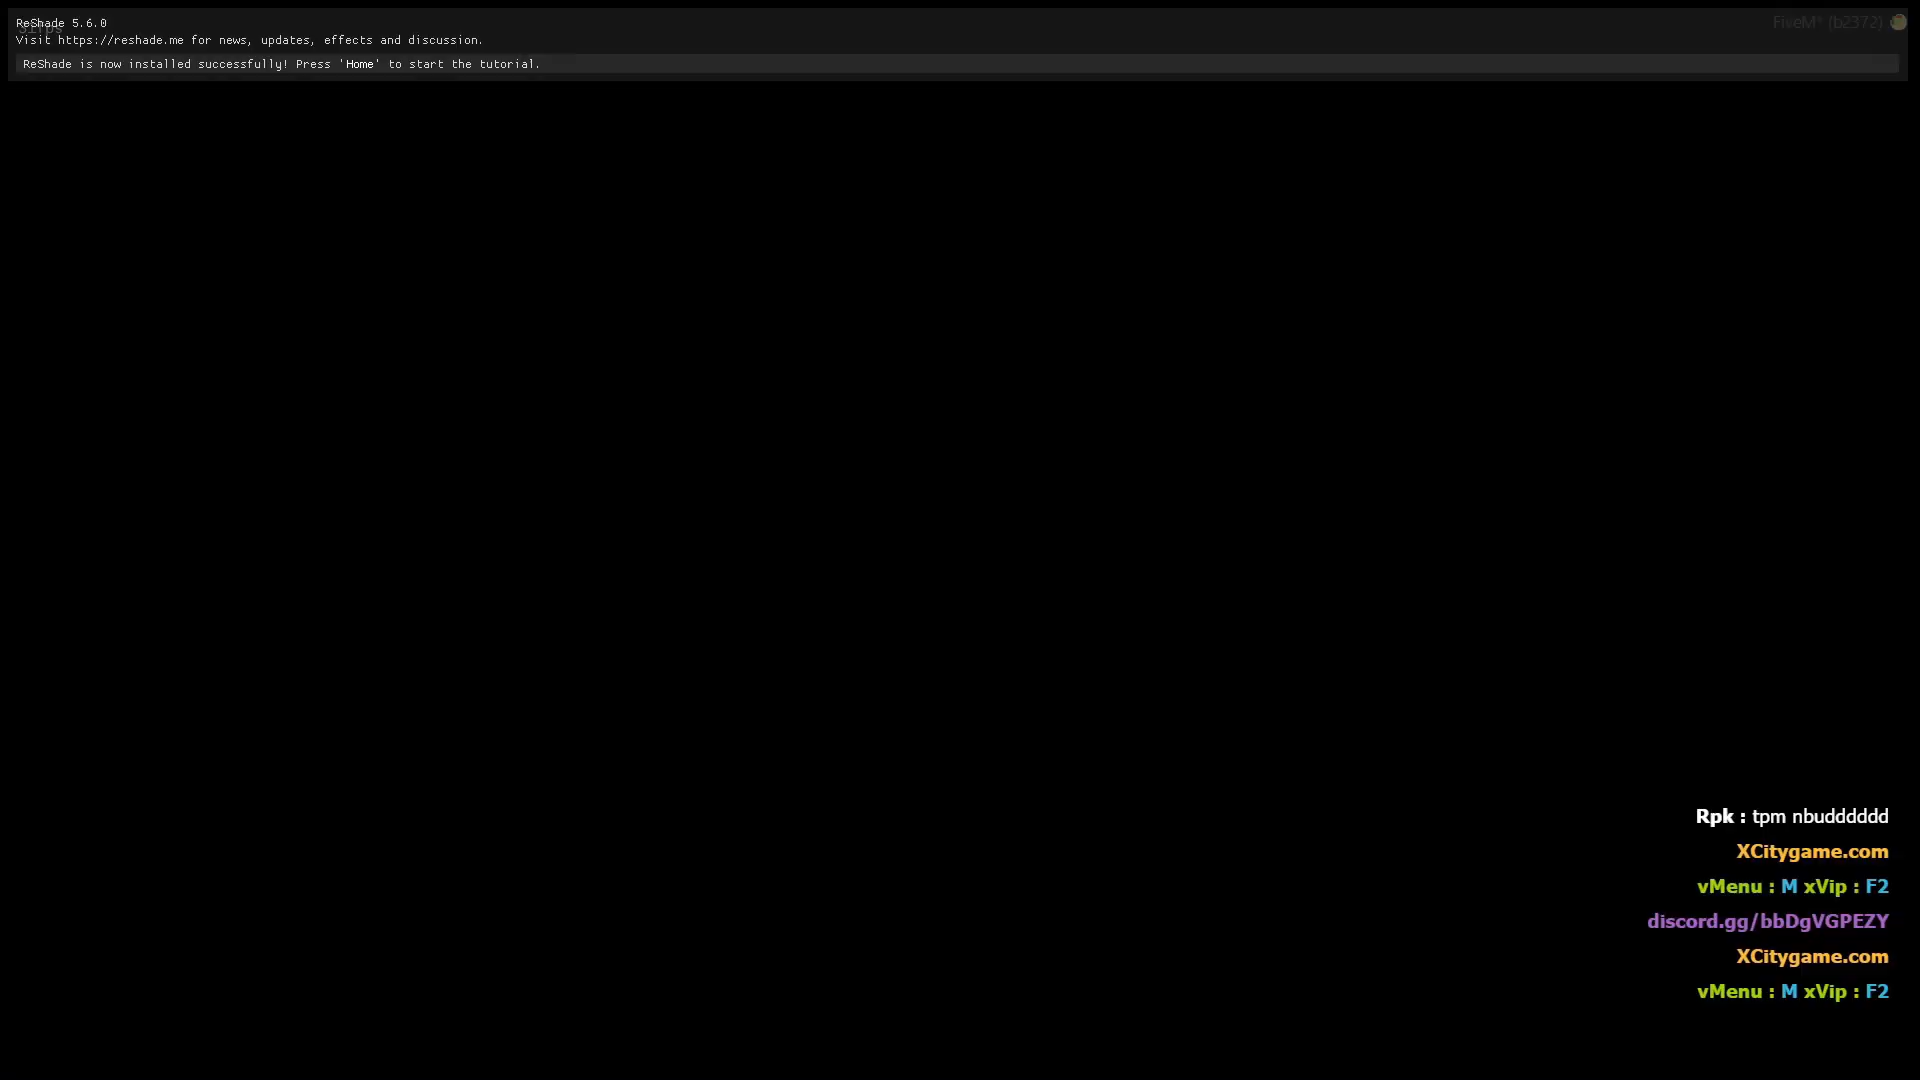 ReShade 5.6.0
FiveM* (b2372)
Visit https://reshade.me for news, updates, effects and discussion.
ReShade is now installed successfully! Press 'Home' to start the tutorial.
Rpk : tpm nbudddddd
XCitygame.com
vMenu : M xVip : F2
discord.gg/bbDgVGPEZY
XCitygame.com
vMenu : M xVip : F2